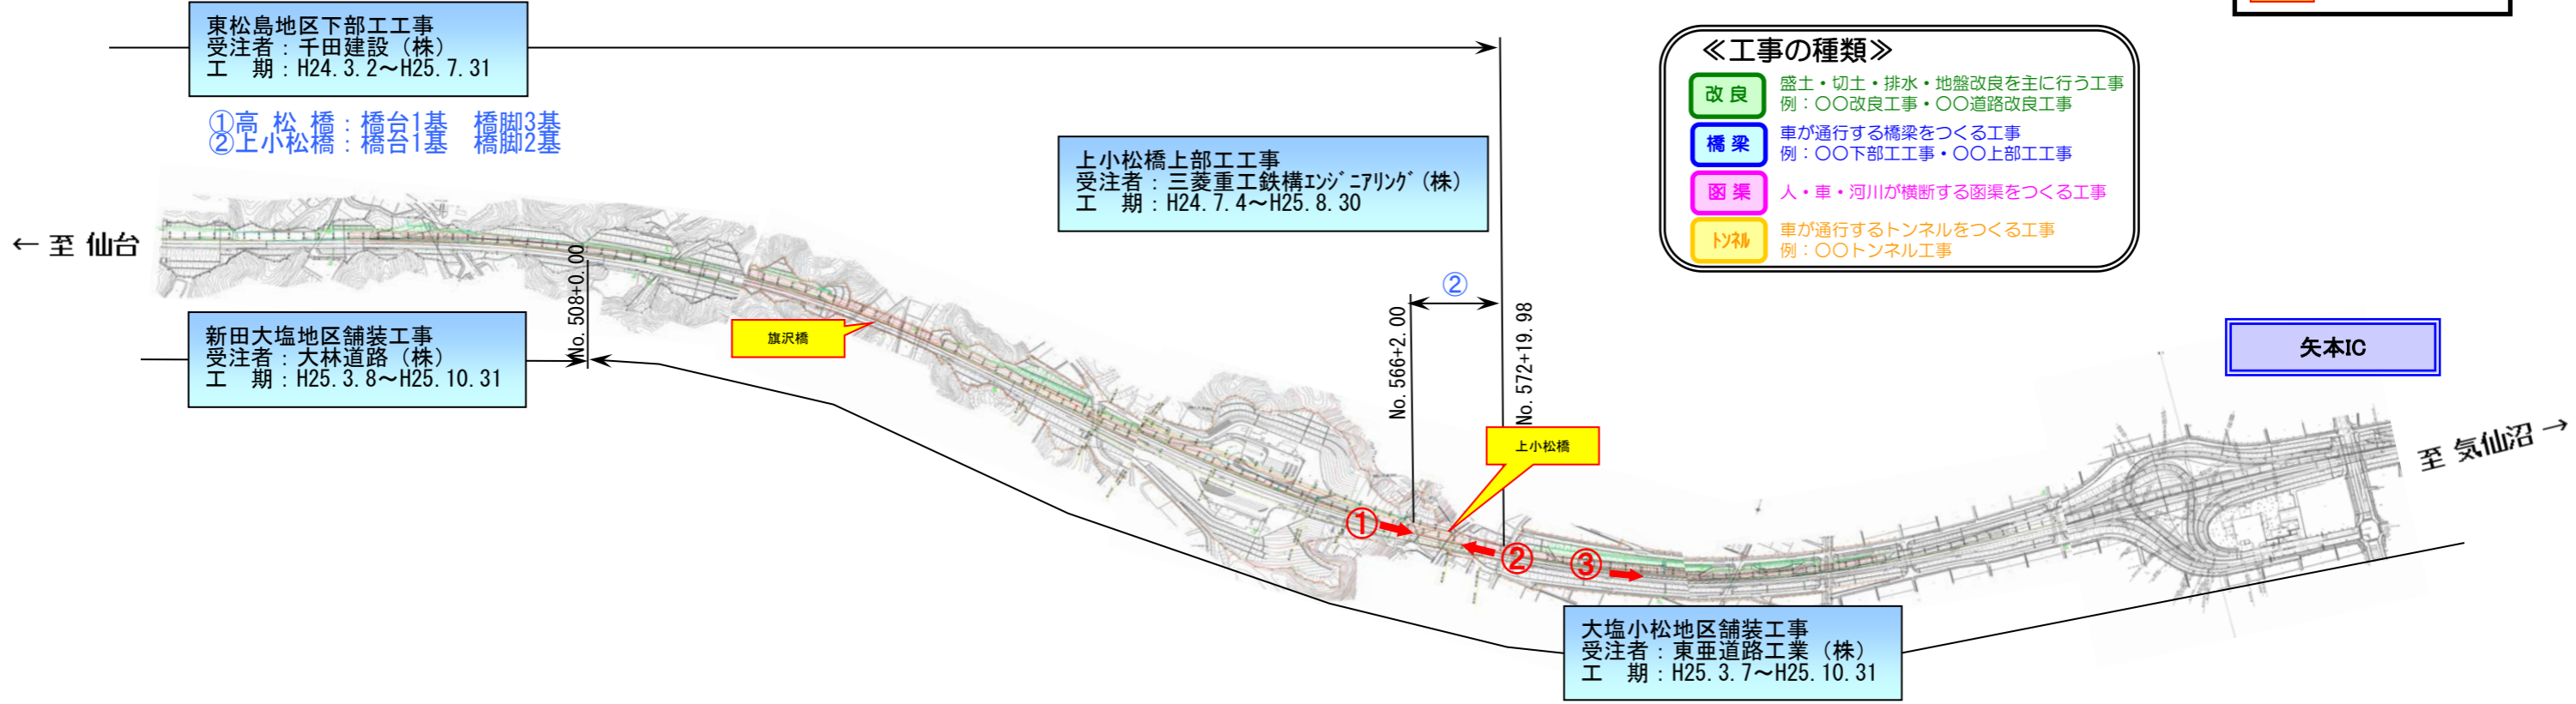 東松島地区下部工工事
受注者：千田建設（株）
工　期：H24.3.2～H25.7.31
①高 松 橋：橋台1基　橋脚3基
②上小松橋：橋台1基　橋脚2基
上小松橋上部工工事
受注者：三菱重工鉄構ｴﾝｼﾞﾆｱﾘﾝｸﾞ（株）
工　期：H24.7.4～H25.8.30
≪工事の種類≫
改 良
盛土・切土・排水・地盤改良を主に行う工事
例：〇〇改良工事・〇〇道路改良工事
橋 梁
車が通行する橋梁をつくる工事
例：〇〇下部工工事・〇〇上部工工事
函 渠
人・車・河川が横断する函渠をつくる工事
ﾄﾝﾈﾙ
車が通行するトンネルをつくる工事
例：〇〇トンネル工事
← 至 仙台
No.508+0.00
新田大塩地区舗装工事
受注者：大林道路（株）
工　期：H25.3.8～H25.10.31
旗沢橋
②
No.566+2.00
No.572+19.98
上小松橋
矢本IC
至 気仙沼 →
①
②
③
大塩小松地区舗装工事
受注者：東亜道路工業（株）
工　期：H25.3.7～H25.10.31